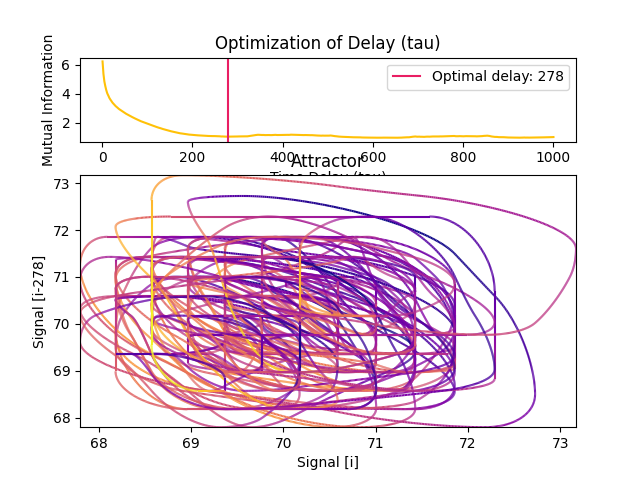 Optimization of Delay (tau)
Mutual Information
6
4
2
Optimal delay: 278
0 200 400 600 800 1000
Time Delay (tau)
Attractor
Signal [i-278]
73
72
71
70
69
68
68 69 70 71 72 73
Signal [i]